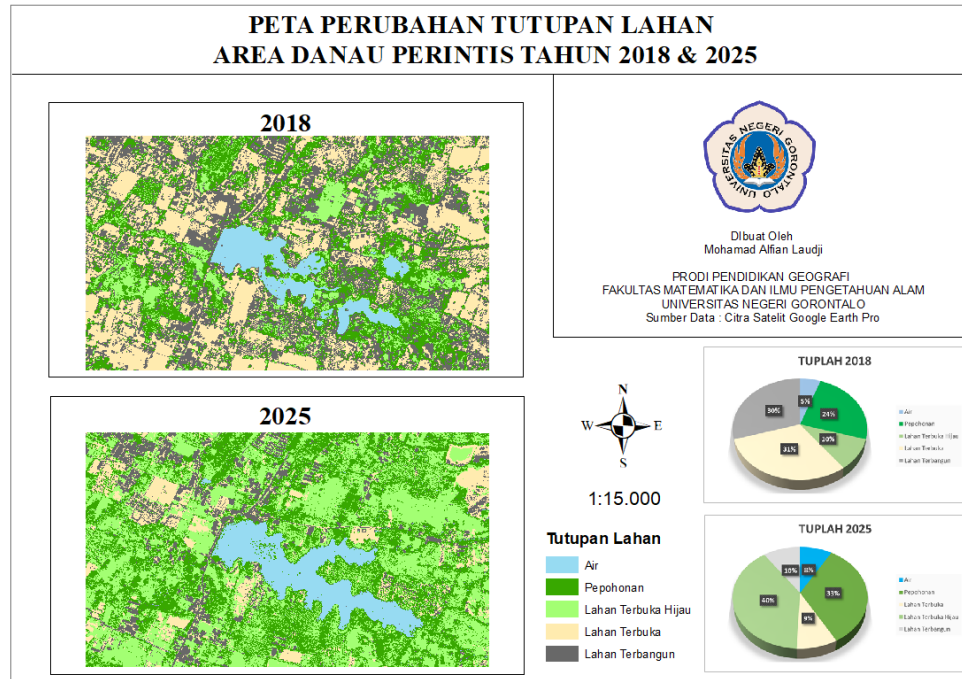 PETA PERUBAHAN TUTUPAN LAHAN
AREA DANAU PERINTIS TAHUN 2018 & 2025
2018
UNIVERSITAS NEGERI GORONTALO
DIbuat Oleh
Mohamad Alfian Laudji
PRODI PENDIDIKAN GEOGRAFI
FAKULTAS MATEMATIKA DAN ILMU PENGETAHUAN ALAM
UNIVERSITAS NEGERI GORONTALO
Sumber Data : Citra Satelit Google Earth Pro
TUPLAH 2018
5%
24%
10%
31%
30%
Air
Pepohonan
Lahan Terbuka Hijau
Lahan Terbuka
Lahan Terbangun
2025
N
W
E
S
1:15.000
Tutupan Lahan
Air
Pepohonan
Lahan Terbuka Hijau
Lahan Terbuka
Lahan Terbangun
TUPLAH 2025
8%
33%
9%
40%
10%
Air
Pepohonan
Lahan Terbuka
Lahan Terbuka Hijau
Lahan Terbangun